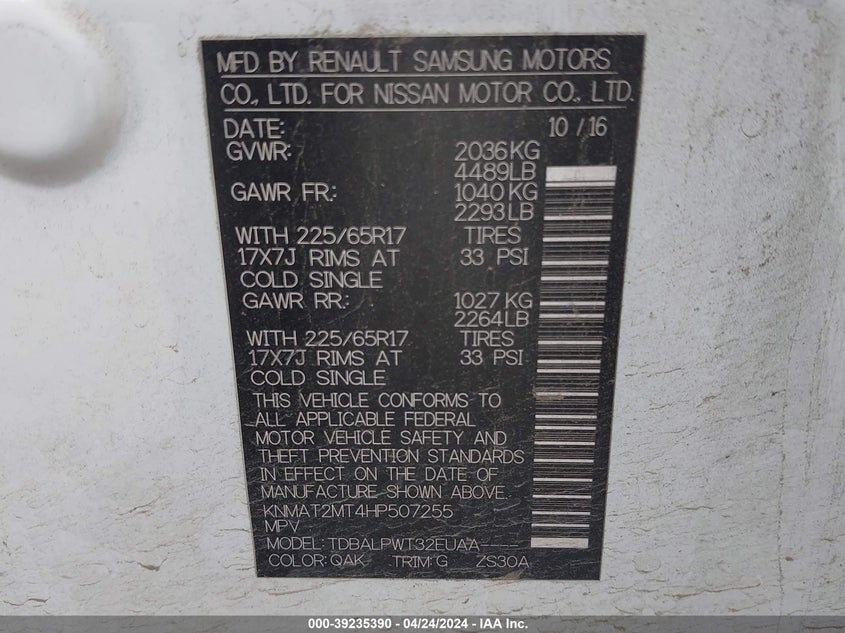 MFD BY RENAULT SAMSUNG MOTORS
CO., LTD. FOR NISSAN MOTOR CO., LTD.
DATE: 10 / 16
GVWR: 2036KG
4489LB
GAWR FR.: 1040KG
2293LB
WITH 225/65R17 TIRES
17X7J RIMS AT 33 PSI
COLD SINGLE
GAWR RR.: 1027KG
2264LB
WITH 225/65R17 TIRES
17X7J RIMS AT 33 PSI
COLD SINGLE
THIS VEHICLE CONFORMS TO
ALL APPLICABLE FEDERAL
MOTOR VEHICLE SAFETY AND
THEFT PREVENTION STANDARDS
IN EFFECT ON THE DATE OF
MANUFACTURE SHOWN ABOVE.
KNMAT2MT4HP507255
MPV
MODEL: TDBALPWT32EUAA----
COLOR: QAK TRIM: G ZS30A
000-39235390 - 04/24/2024 - IAA Inc.